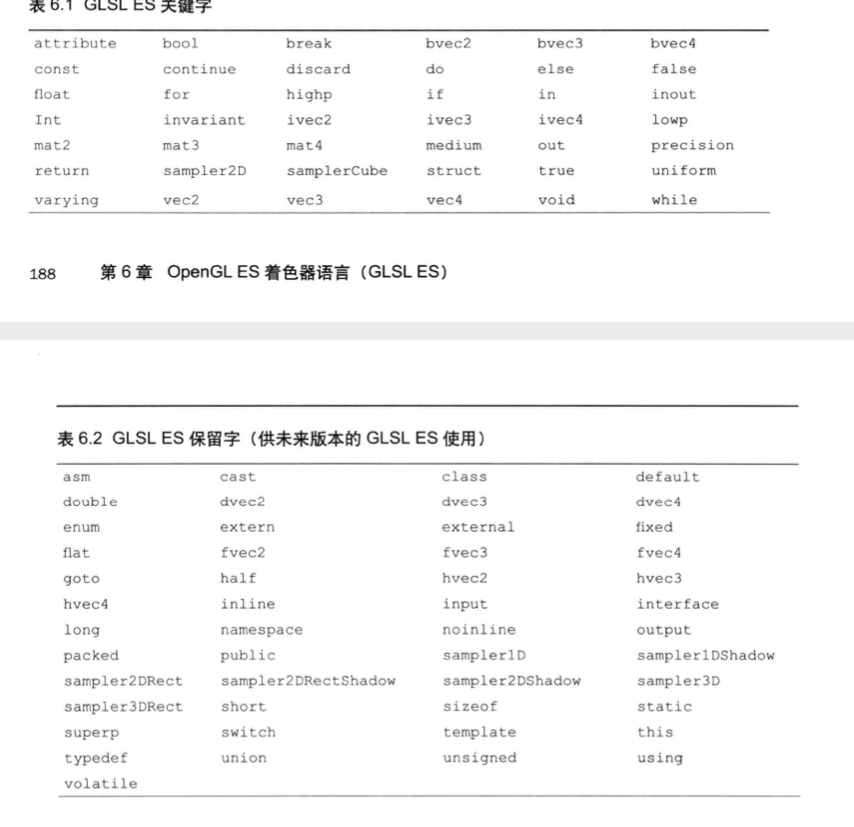 表 6.1 GLSL ES 关键字
attribute bool break bvec2 bvec3 bvec4
const continue discard do else false
float for highp if in inout
Int invariant ivec2 ivec3 ivec4 lowp
mat2 mat3 mat4 medium out precision
return sampler2D samplerCube struct true uniform
varying vec2 vec3 vec4 void while
188 第 6 章 OpenGL ES 着色器语言（GLSL ES）
表 6.2 GLSL ES 保留字（供未来版本的 GLSL ES 使用）
asm cast class default
double dvec2 dvec3 dvec4
enum extern external fixed
flat fvec2 fvec3 fvec4
goto half hvec2 hvec3
hvec4 inline input interface
long namespace noinline output
packed public sampler1D sampler1DShadow
sampler2DRect sampler2DRectShadow sampler2DShadow sampler3D
sampler3DRect short sizeof static
superp switch template this
typedef union unsigned using
volatile